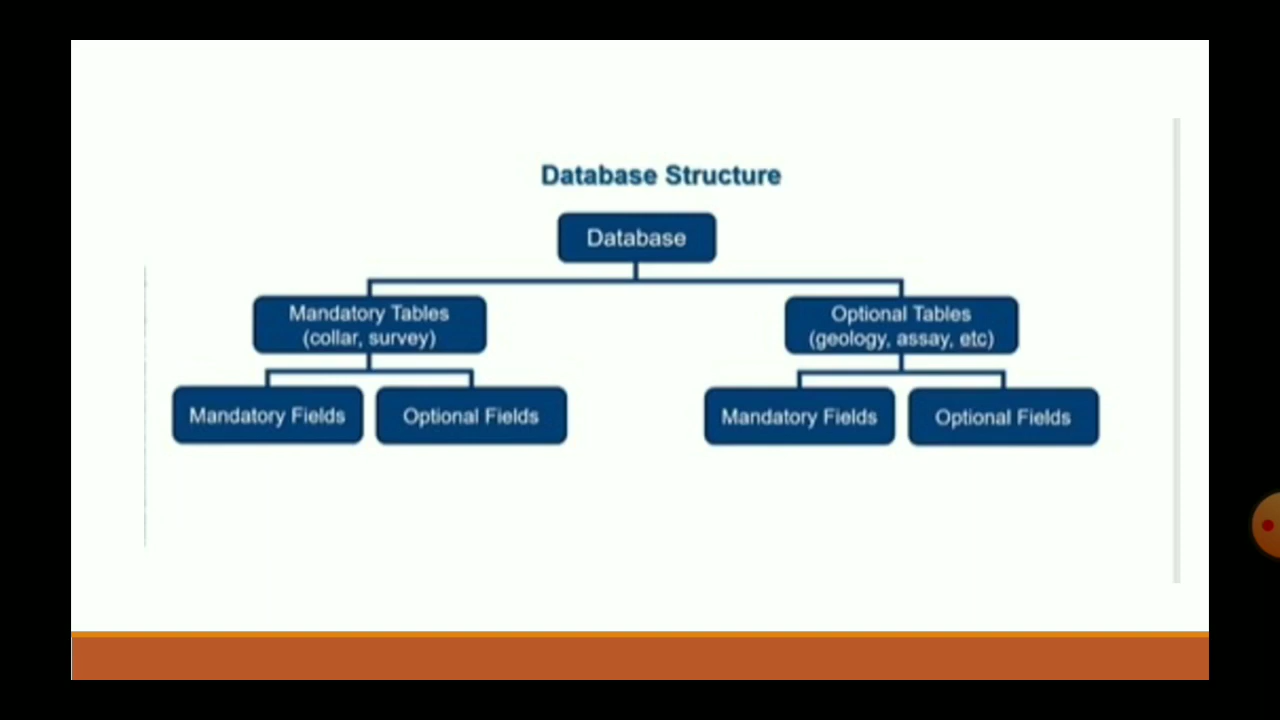 Database Structure
Database
Mandatory Tables
(collar, survey)
Optional Tables
(geology, assay, etc)
Mandatory Fields
Optional Fields
Mandatory Fields
Optional Fields